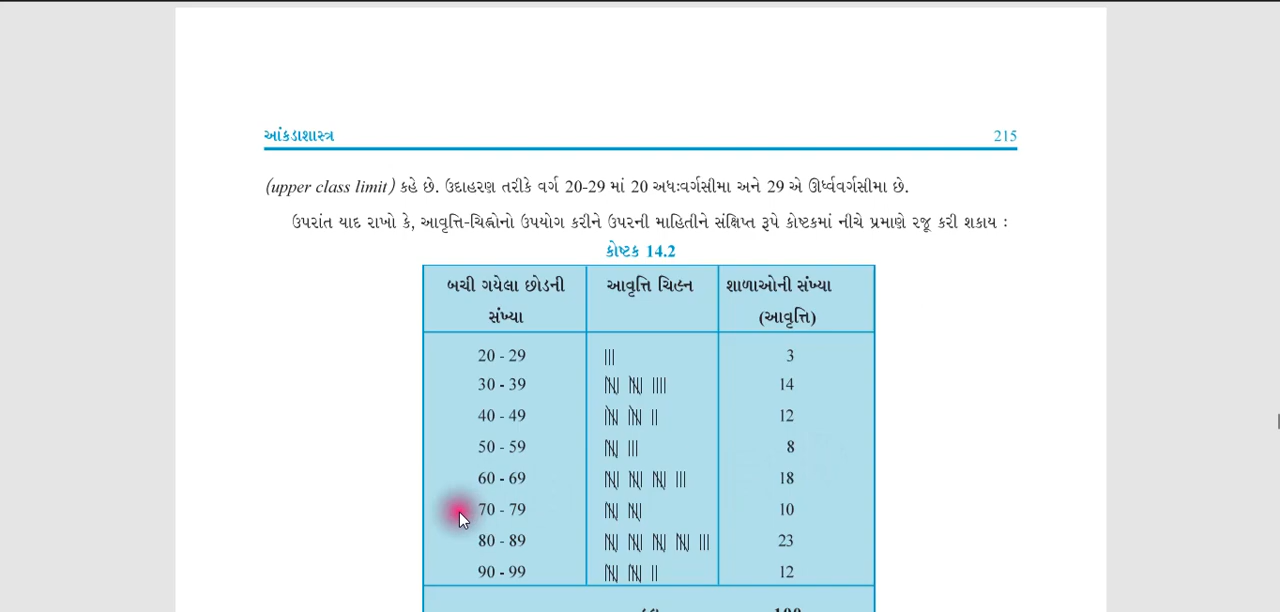 આંકડાશાસ્ત્ર 215
(upper class limit) કહે છે. ઉદાહરણ તરીકે વર્ગ 20-29 માં 20 અધઃવર્ગસીમા અને 29 એ ઊર્ધ્વવર્ગસીમા છે.
ઉપરાંત યાદ રાખો કે, આવૃત્તિ-ચિહ્નોનો ઉપયોગ કરીને ઉપરની માહિતીને સંક્ષિપ્ત રૂપે કોષ્ટકમાં નીચે પ્રમાણે રજૂ કરી શકાય :
કોષ્ટક 14.2
બચી ગયેલા છોડની આવૃત્તિ ચિહ્ન શાળાઓની સંખ્યા
સંખ્યા (આવૃત્તિ)
20 - 29 3
30 - 39 14
40 - 49 12
50 - 59 8
60 - 69 18
70 - 79 10
80 - 89 23
90 - 99 12
100